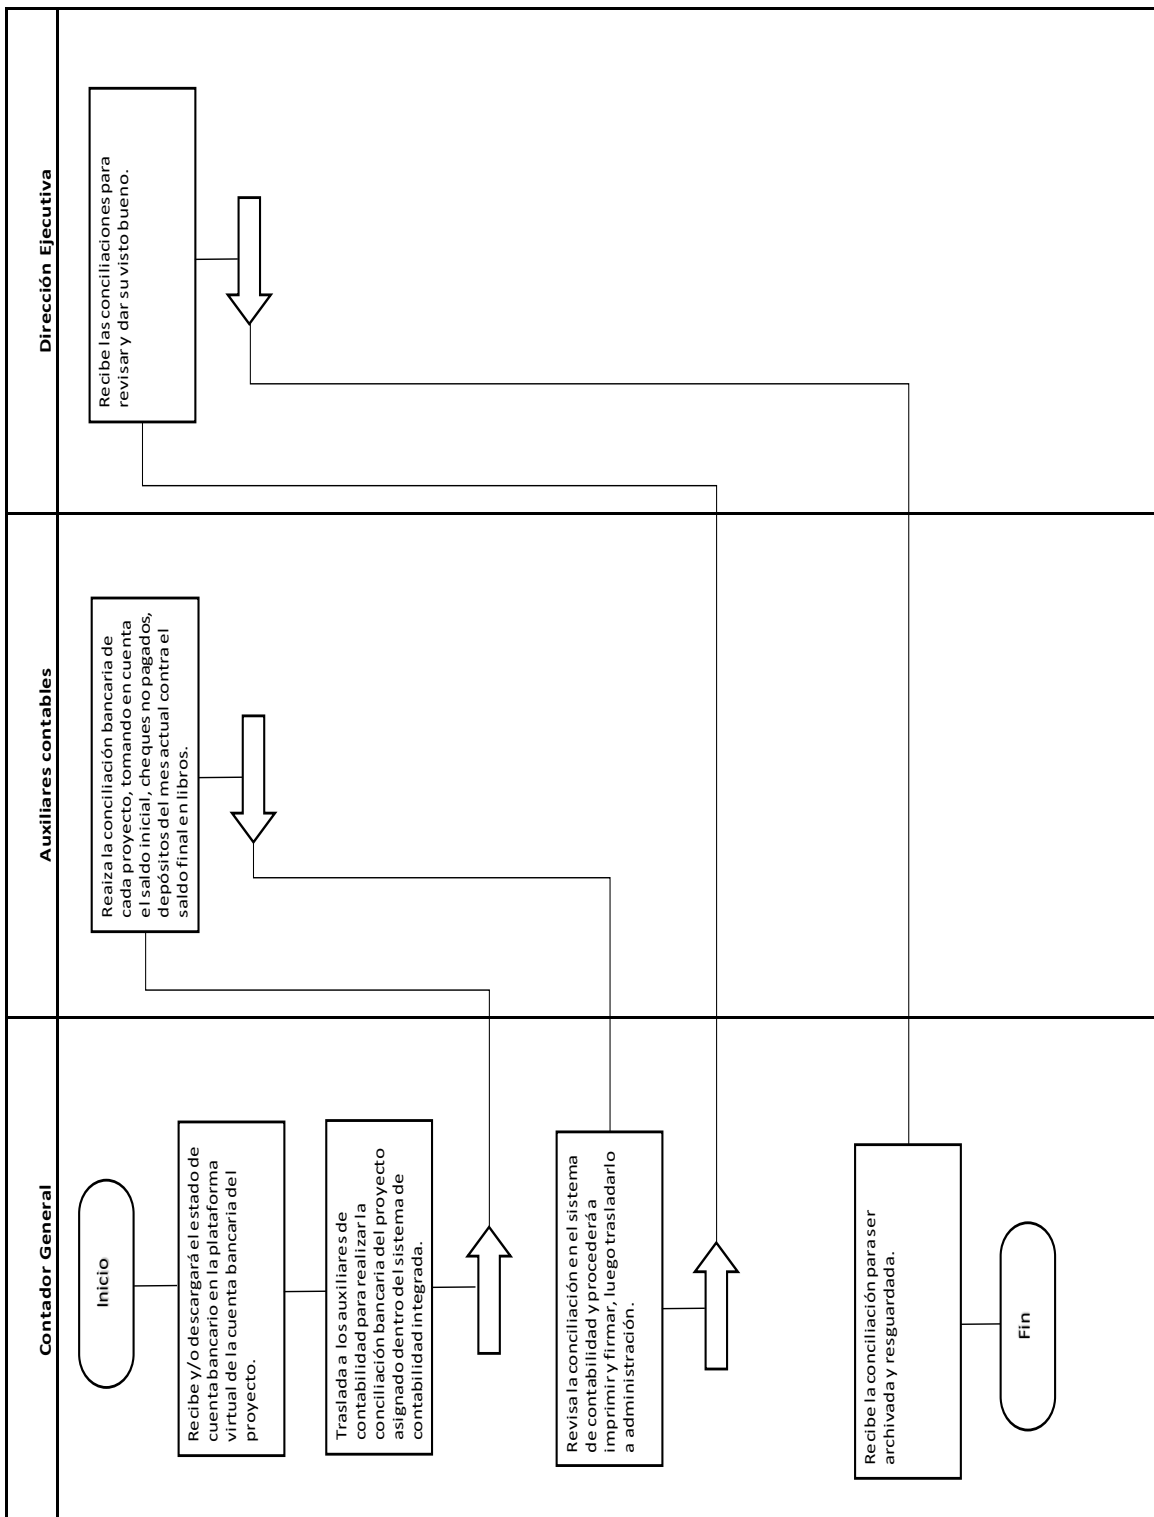 Contador General
Auxiliares contables
Dirección Ejecutiva
Inicio
Recibe y/o descargará el estado de
cuenta bancario en la plataforma
virtual de la cuenta bancaria del
proyecto.
Traslada a los auxiliares de
contabilidad para realizar la
conciliación bancaria del proyecto
asignado dentro del sistema de
contabilidad integrada.
Reaiza la conciliación bancaria de
cada proyecto, tomando en cuenta
el saldo inicial, cheques no pagados,
depósitos del mes actual contra el
saldo final en libros.
Revisa la conciliación en el sistema
de contabilidad y procederá a
imprimir y firmar, luego trasladarlo
a administración.
Recibe las conciliaciones para
revisar y dar su visto bueno.
Recibe la conciliación para ser
archivada y resguardada.
Fin